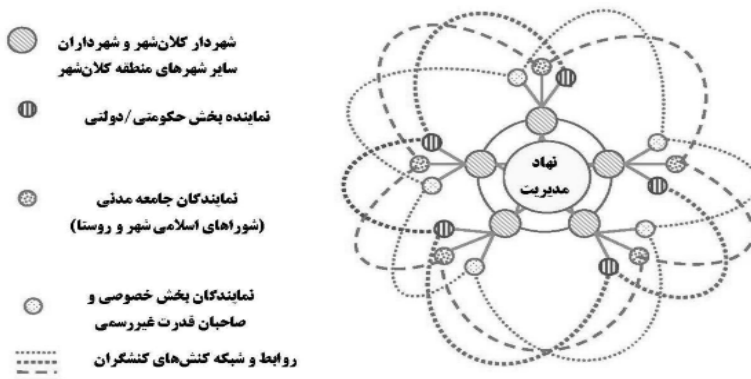 شهردار کلان‌شهر و شهرداران
سایر شهرهای منطقه کلان‌شهر
نماینده بخش حکومتی/دولتی
نمایندگان جامعه مدنی
(شوراهای اسلامی شهر و روستا)
نمایندگان بخش خصوصی و
صاحبان قدرت غیررسمی
روابط و شبکه کنش‌های کنشگران
نهاد
مدیریت